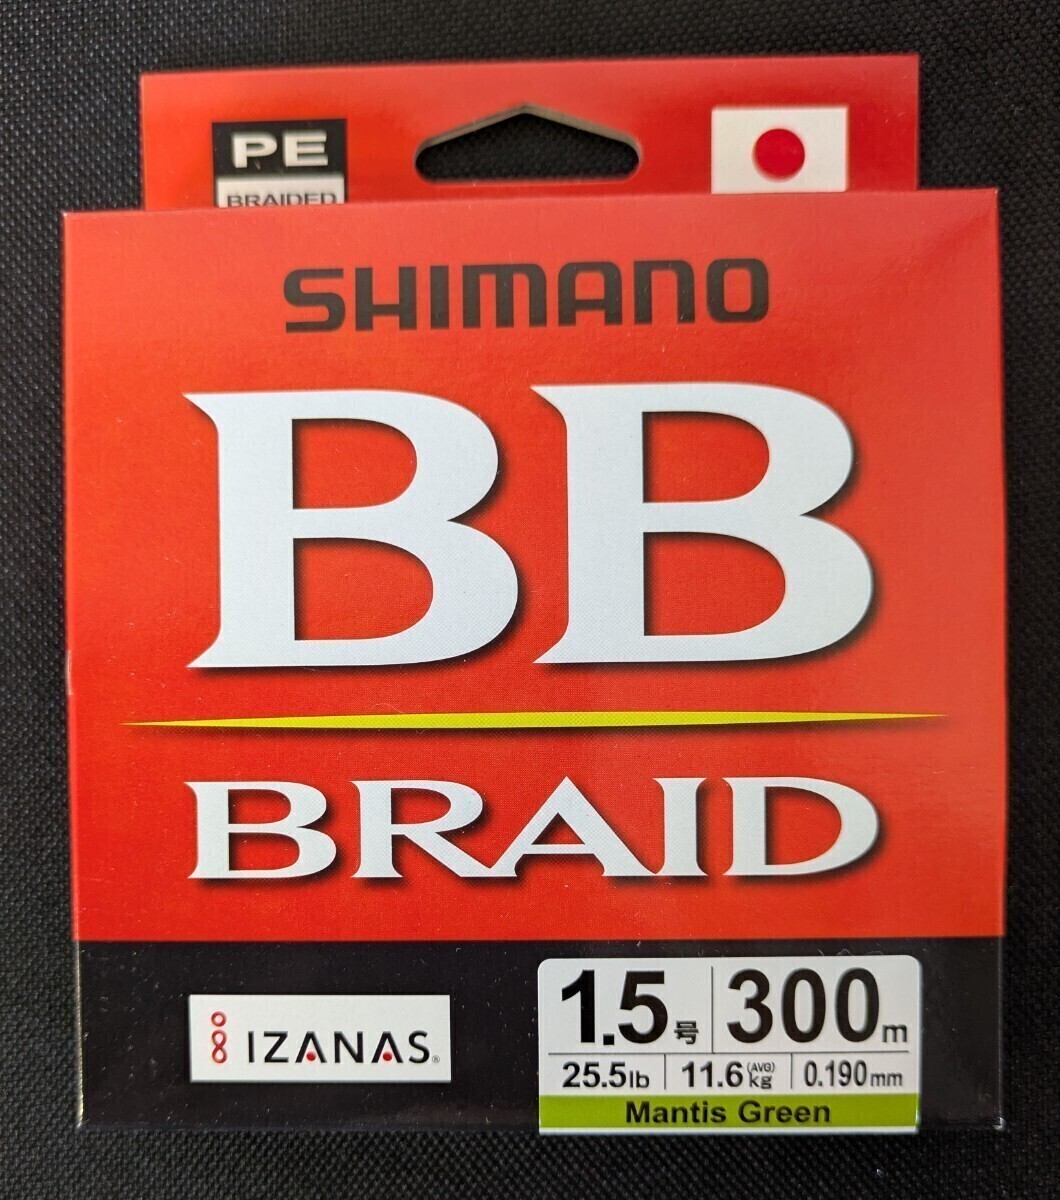 PE
BRAIDED
SHIMANO
BB
BRAID
IZANAS®
1.5号 300m
25.5lb 11.6(AVG)kg 0.190mm
Mantis Green